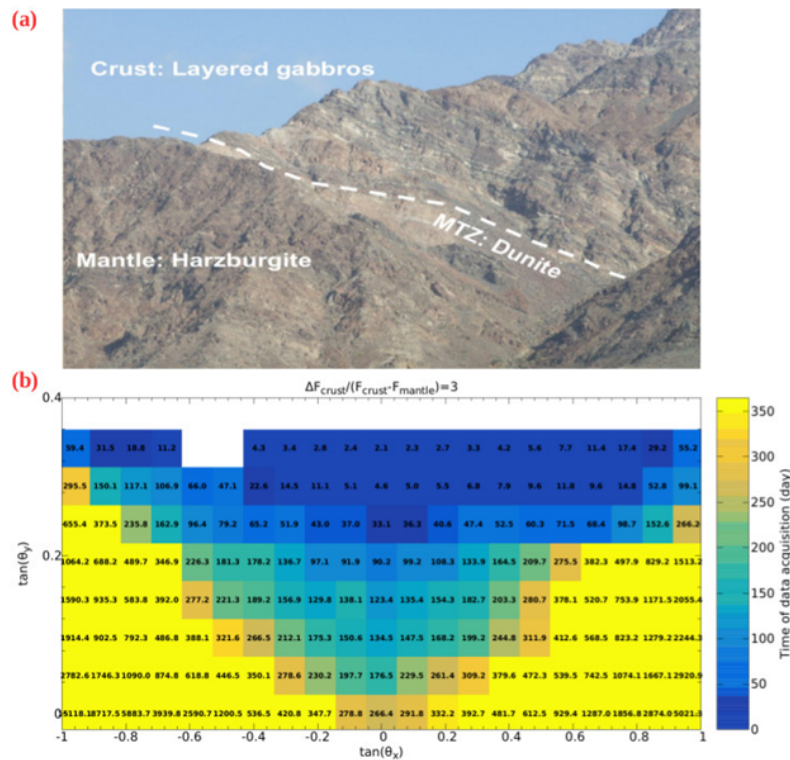 (a)
Crust: Layered gabbros
MTZ: Dunite
Mantle: Harzburgite
(b)
ΔF_crust/(F_crust-F_mantle)=3
0.4
59.4 31.5 18.8 11.2 4.3 3.4 2.8 2.4 2.1 2.3 2.7 3.3 4.2 5.6 7.7 11.4 17.4 29.2 55.2
295.5 150.1 117.1 106.9 66.0 47.1 22.6 14.5 11.1 5.1 4.6 5.0 5.5 6.8 7.9 9.6 11.8 9.6 14.8 52.8 99.1
655.4 373.5 235.8 162.9 96.4 79.2 65.2 51.9 43.0 37.0 33.1 36.3 40.6 47.4 52.5 60.3 71.5 68.4 98.7 152.6 266.2
0.2
1064.2 688.2 489.7 346.9 226.3 181.3 178.2 136.7 97.1 91.9 90.2 99.2 108.3 133.9 164.5 209.7 275.5 382.3 497.9 829.2 1513.2
1590.3 935.3 583.8 392.0 277.2 221.3 189.2 156.9 129.8 138.1 123.4 135.4 154.3 182.7 203.3 280.7 378.1 520.7 753.9 1171.5 2055.4
1914.4 902.5 792.3 486.8 388.1 321.6 266.5 212.1 175.3 150.6 134.5 147.5 168.2 199.2 244.8 311.9 412.6 568.5 823.2 1279.2 2244.3
2782.6 1746.3 1090.0 874.8 618.8 446.5 350.1 278.6 230.2 197.7 176.5 229.5 261.4 309.2 379.6 472.3 539.5 742.5 1074.1 1667.1 2920.9
0
8717.5 5883.7 3939.8 2590.7 1200.5 536.5 420.8 347.7 278.8 266.4 291.8 332.2 392.7 481.7 612.5 929.4 1287.0 1856.8 2874.0 5021.3
-1 -0.8 -0.6 -0.4 -0.2 0 0.2 0.4 0.6 0.8 1
tan(θ_x)
tan(θ_y)
350
300
250
200
150
100
50
0
Time of data acquisition (day)